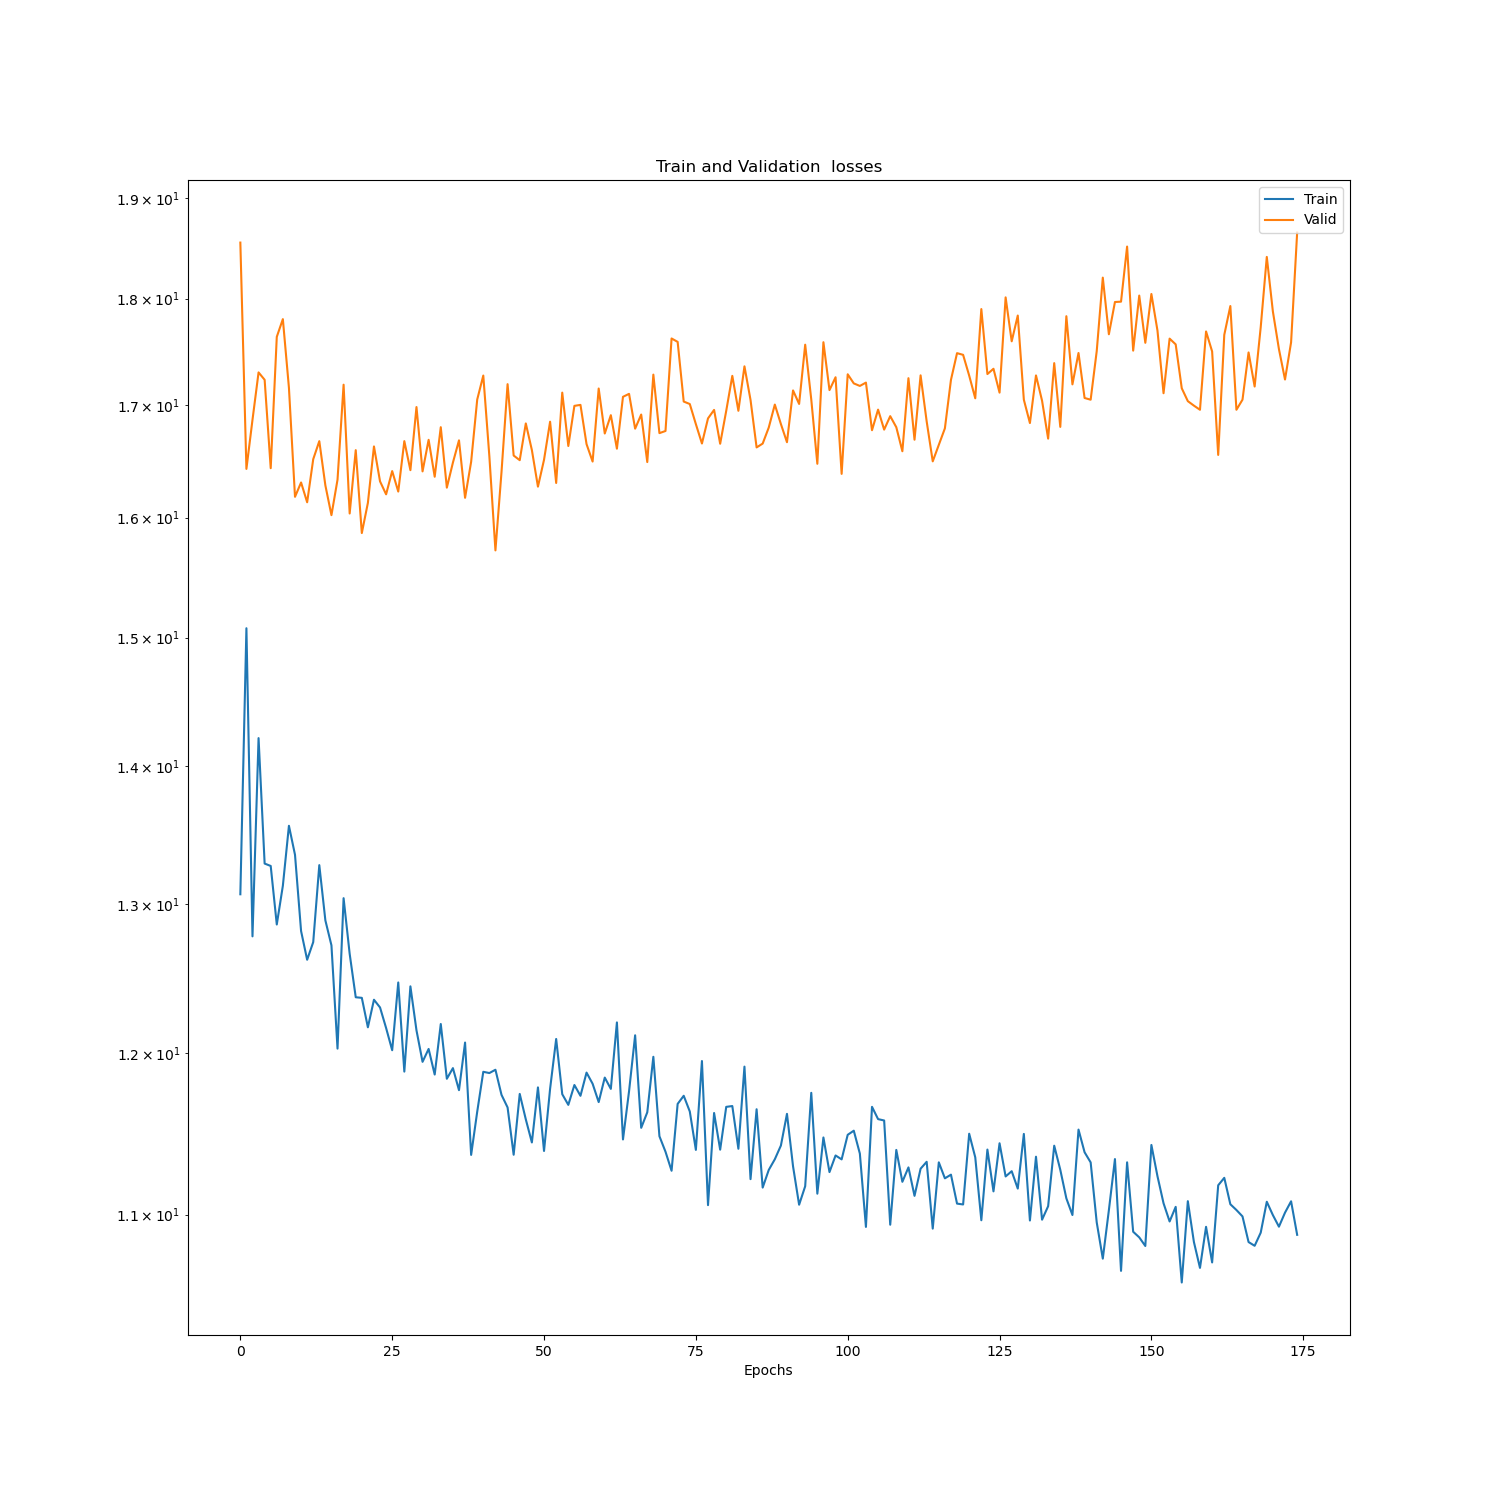 Train and Validation  losses
Train
Valid
1.9 × 10¹
1.8 × 10¹
1.7 × 10¹
1.6 × 10¹
1.5 × 10¹
1.4 × 10¹
1.3 × 10¹
1.2 × 10¹
1.1 × 10¹
0 25 50 75 100 125 150 175
Epochs